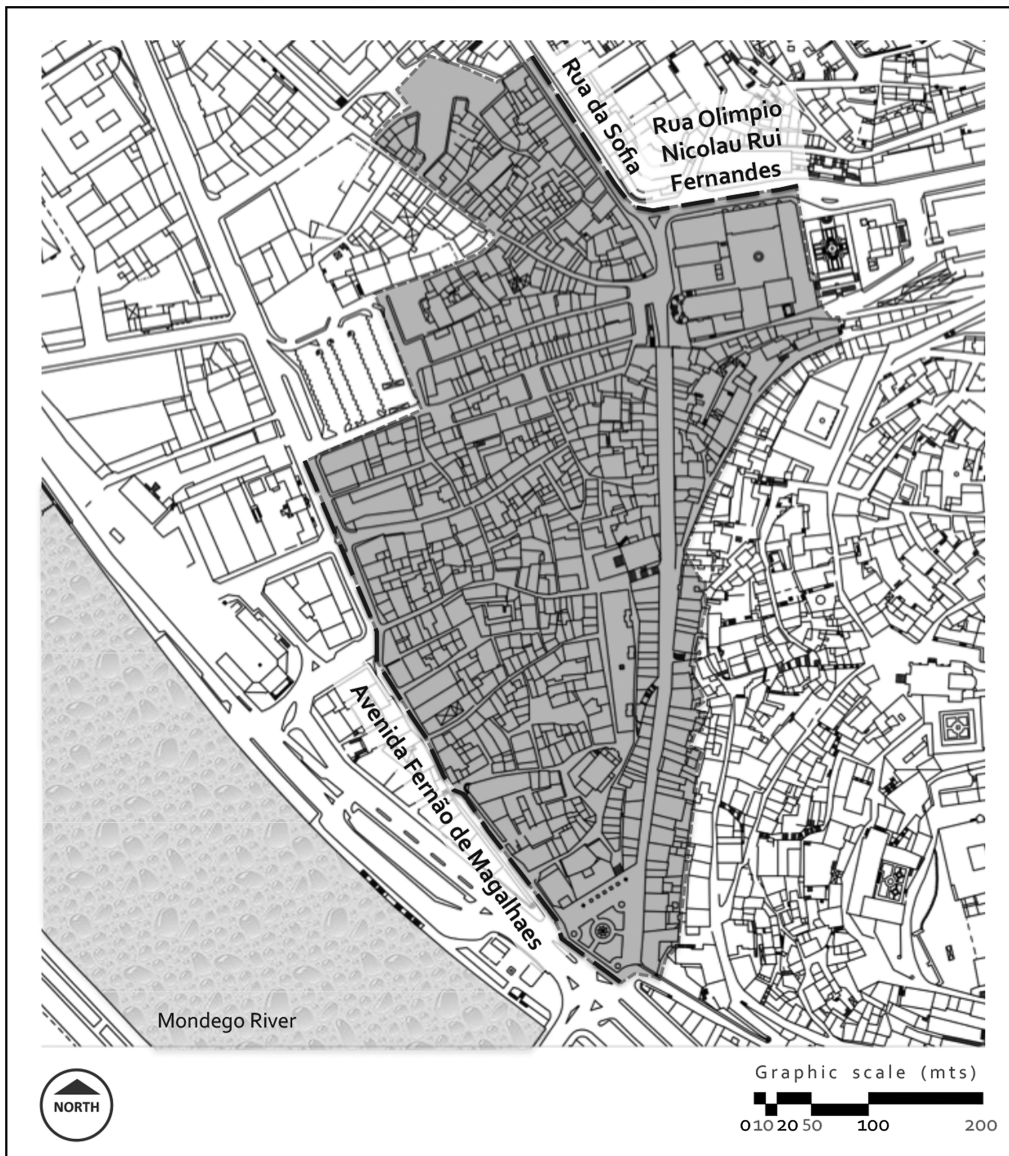 Rua da Sofia
Rua Olimpio
Nicolau Rui
Fernandes
Avenida Fernão de Magalhaes
Mondego River
NORTH
Graphic scale (mts)
0 10 20 50 100 200